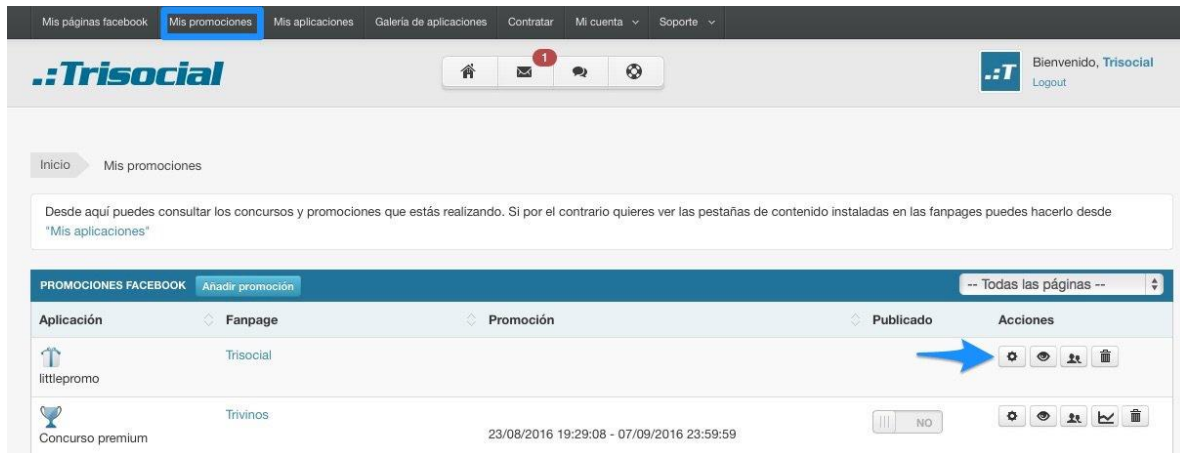 Mis páginas facebook Mis promociones Mis aplicaciones Galería de aplicaciones Contratar Mi cuenta Soporte
.:Trisocial
1
.:T
Bienvenido, Trisocial
Logout
Inicio Mis promociones
Desde aquí puedes consultar los concursos y promociones que estás realizando. Si por el contrario quieres ver las pestañas de contenido instaladas en las fanpages puedes hacerlo desde
"Mis aplicaciones"
PROMOCIONES FACEBOOK Añadir promoción -- Todas las páginas --
Aplicación Fanpage Promoción Publicado Acciones
Trisocial
littlepromo
Trivinos
NO
Concurso premium
23/08/2016 19:29:08 - 07/09/2016 23:59:59